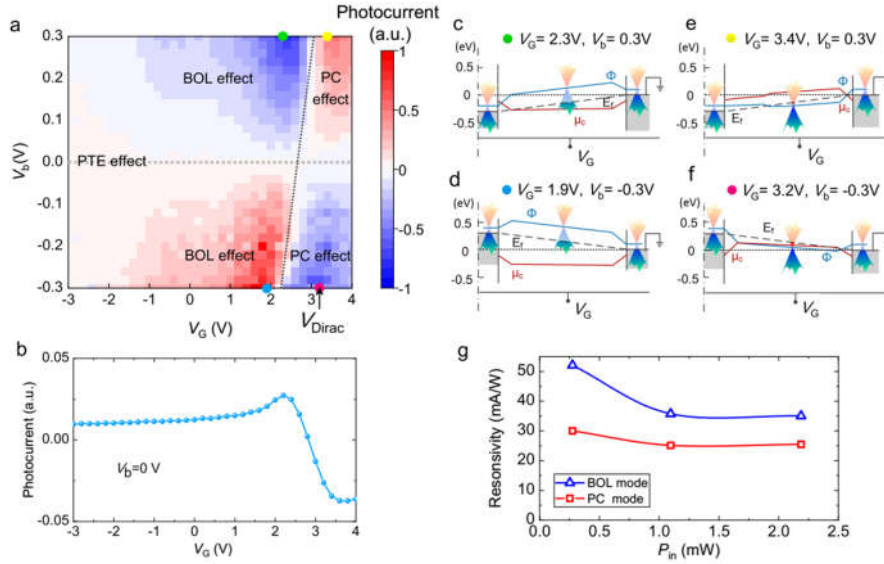 a
Photocurrent
(a.u.)
BOL effect
PC
effect
PTE effect
BOL effect
PC effect
V_b(V)
0.3
0.2
0.1
0.0
-0.1
-0.2
-0.3
-3 -2 -1 0 1 2 3 4
V_G (V)
V_Dirac
1
0.5
0
-0.5
-1
b
Photocurrent (a.u.)
0.05
0.00
-0.05
V_b=0 V
-3 -2 -1 0 1 2 3 4
V_G (V)
c
V_G= 2.3V, V_b= 0.3V
(eV)
0.5
0
-0.5
Φ
E_f
μ_c
V_G
e
V_G= 3.4V, V_b= 0.3V
(eV)
0.5
0
-0.5
Φ
E_f
μ_c
V_G
d
V_G= 1.9V, V_b= -0.3V
(eV)
0.5
0
-0.5
Φ
E_f
μ_c
V_G
f
V_G= 3.2V, V_b= -0.3V
(eV)
0.5
0
-0.5
E_f
μ_c
Φ
V_G
g
Resonsivity (mA/W)
50
40
30
20
10
0
BOL mode
PC mode
0.0 0.5 1.0 1.5 2.0 2.5
P_in (mW)